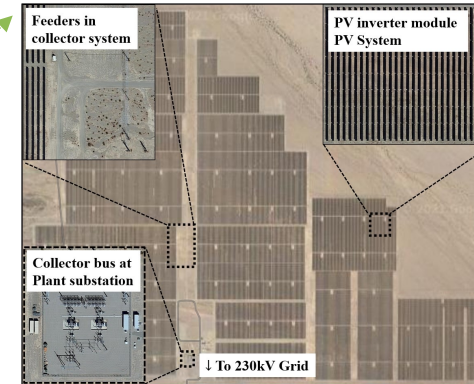 Feeders in
collector system
PV inverter module
PV System
Collector bus at
Plant substation
↓ To 230kV Grid